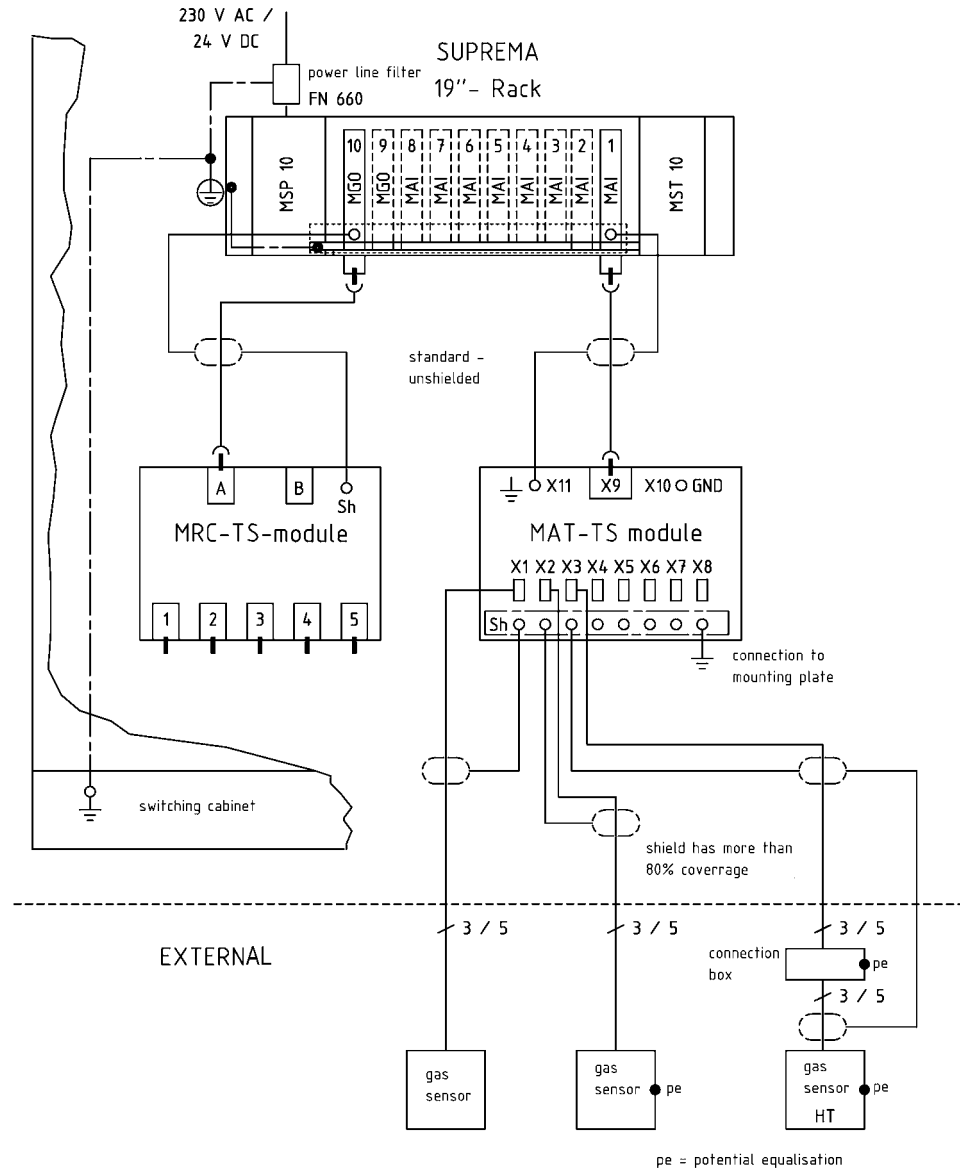 230 V AC /
24 V DC
SUPREMA
19"- Rack
power line filter
FN 660
MSP 10
10 MGO
9 MGO
8 MAI
7 MAI
6 MAI
5 MAI
4 MAI
3 MAI
2 MAI
1 MAI
MST 10
standard -
unshielded
A
B
Sh
MRC-TS-module
1 2 3 4 5
X11 X9 X10 GND
MAT-TS module
X1 X2 X3 X4 X5 X6 X7 X8
Sh
connection to
mounting plate
switching cabinet
shield has more than
80% coverrage
EXTERNAL
3 / 5
3 / 5
3 / 5
connection
box
pe
3 / 5
gas
sensor
gas
sensor
pe
gas
sensor
HT
pe
pe = potential equalisation